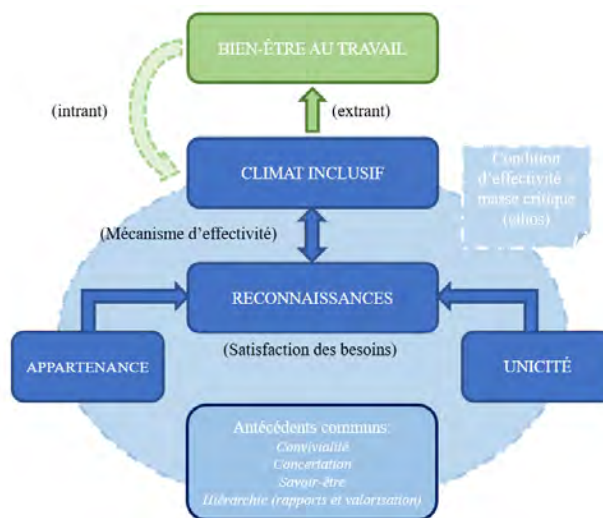 BIEN-ÊTRE AU TRAVAIL
(intrant)
(extrant)
CLIMAT INCLUSIF
Condition
d'effectivité :
masse critique
(ethos)
(Mécanisme d'effectivité)
RECONNAISSANCES
(Satisfaction des besoins)
APPARTENANCE
UNICITÉ
Antécédents communs:
Convivialité
Concertation
Savoir-être
Hiérarchie (rapports et valorisation)